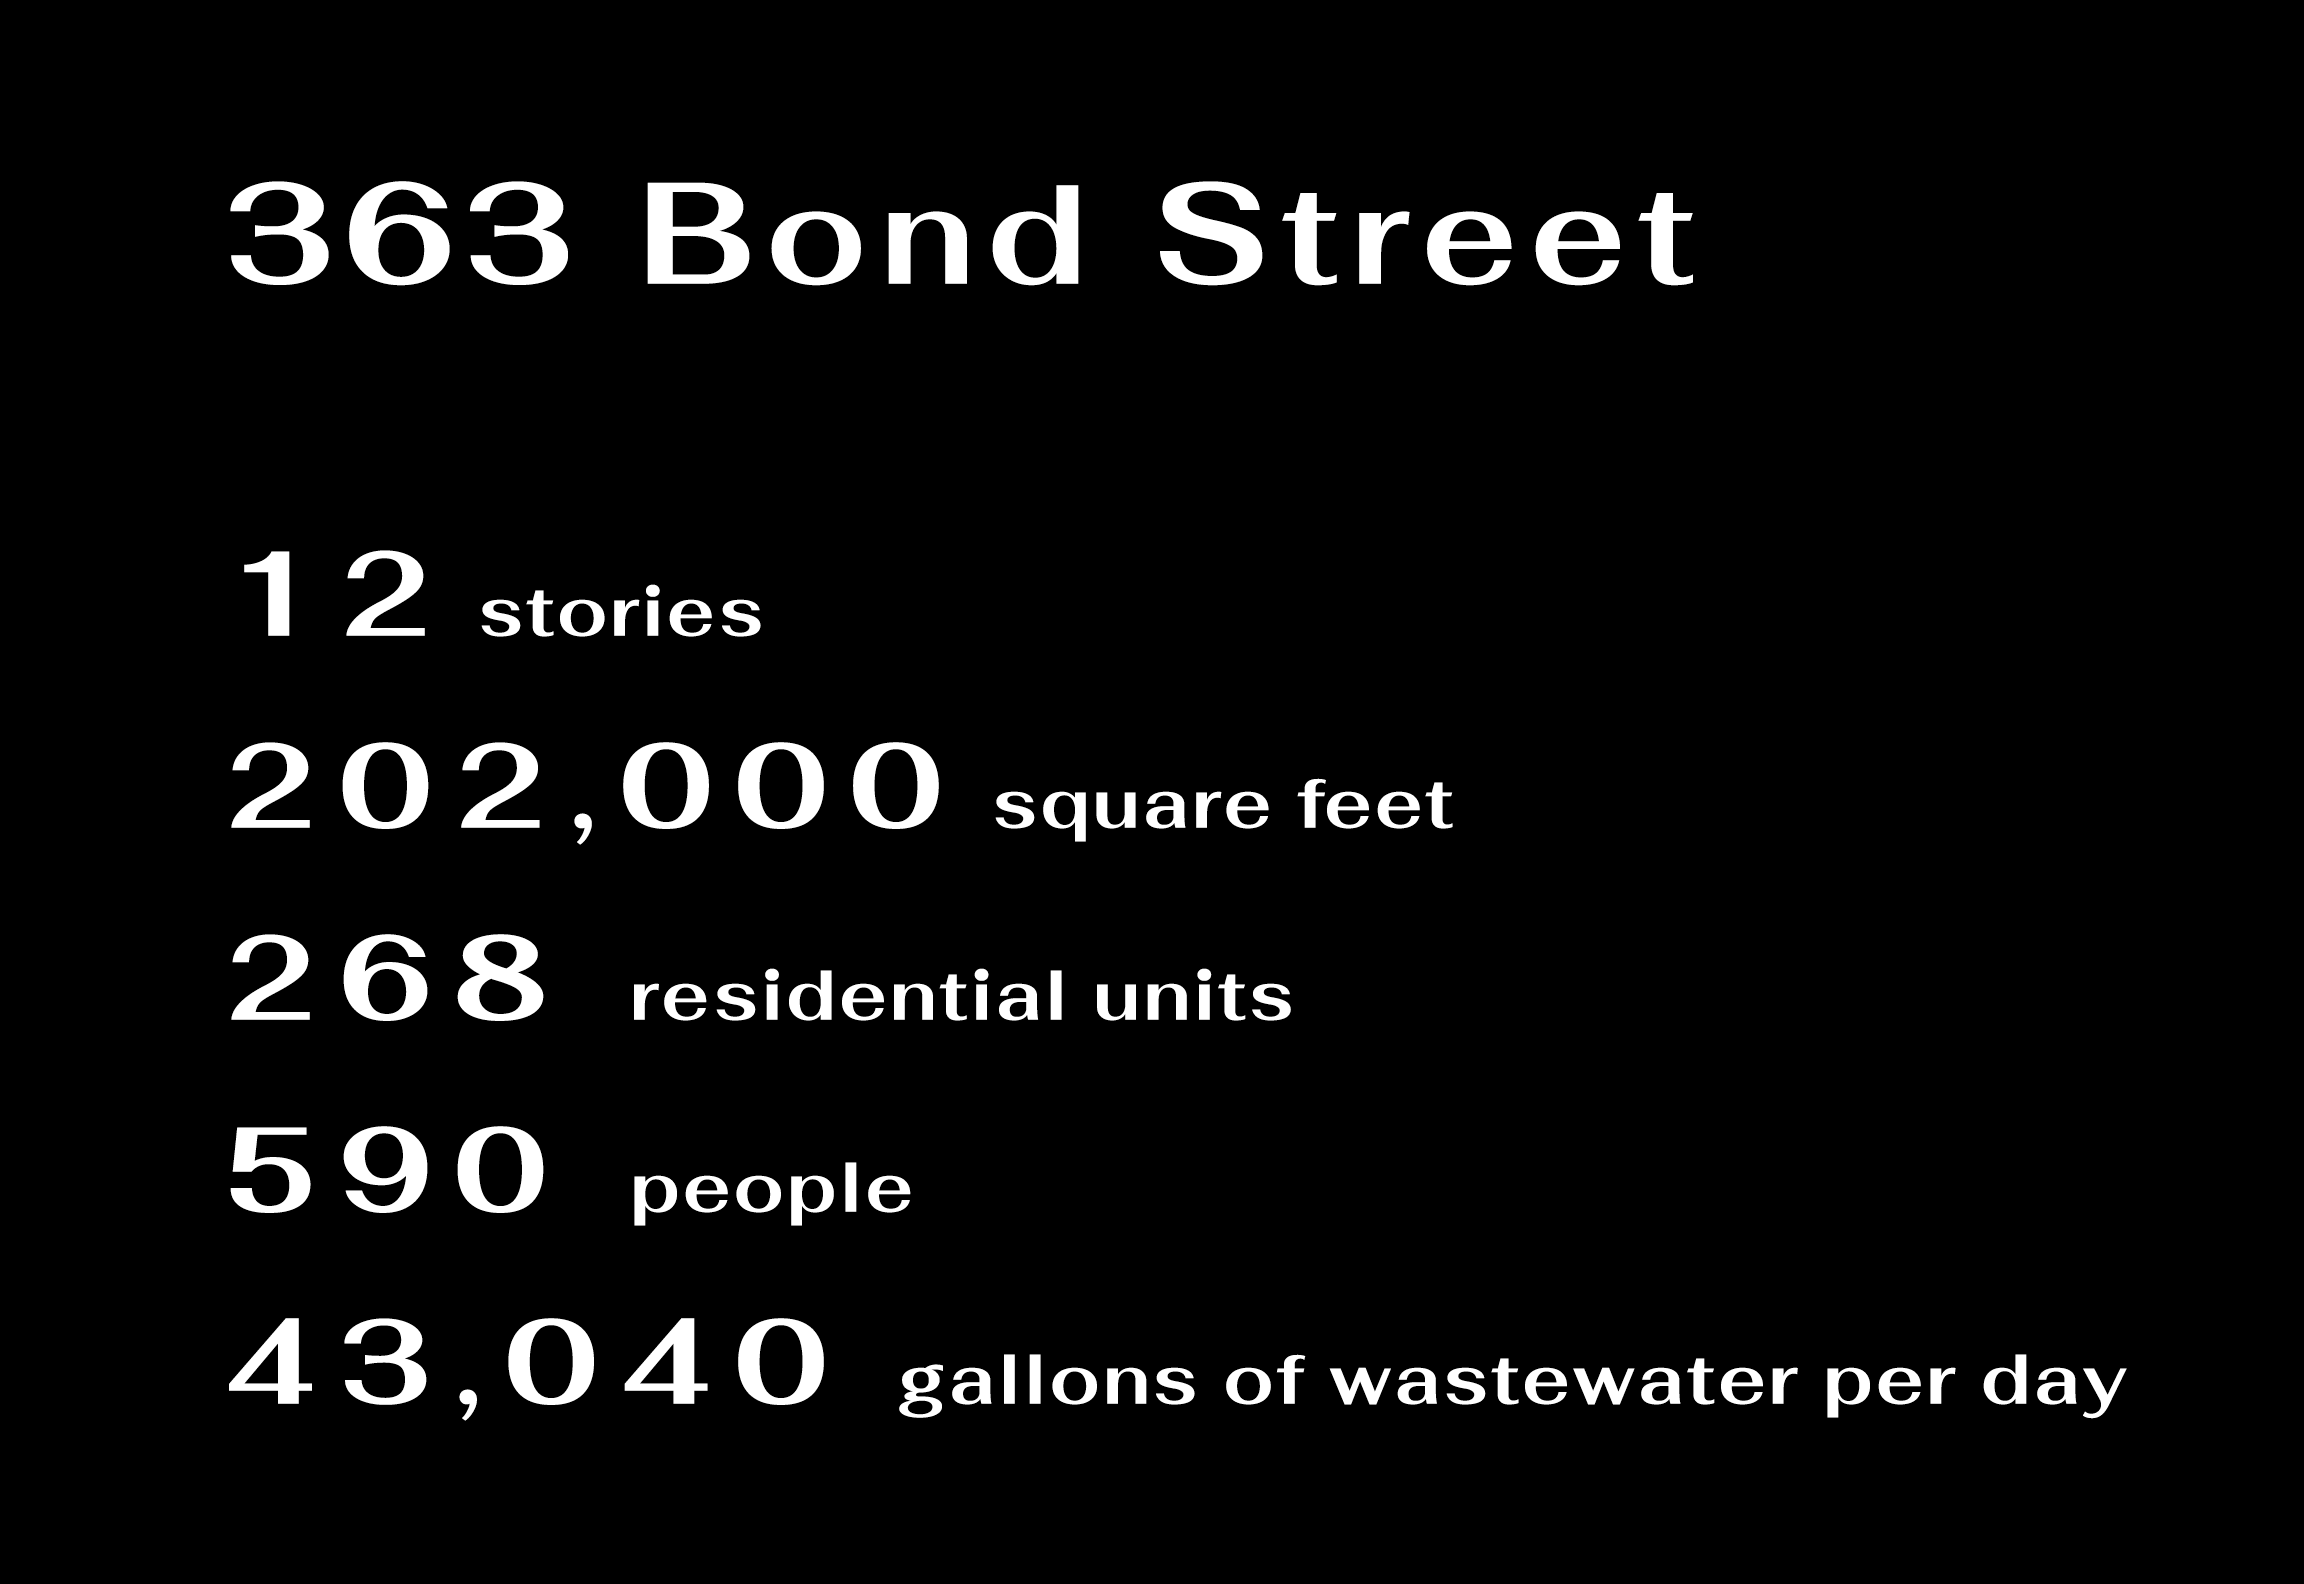 363 Bond Street
12 stories
202,000 square feet
268 residential units
590 people
43,040 gallons of wastewater per day